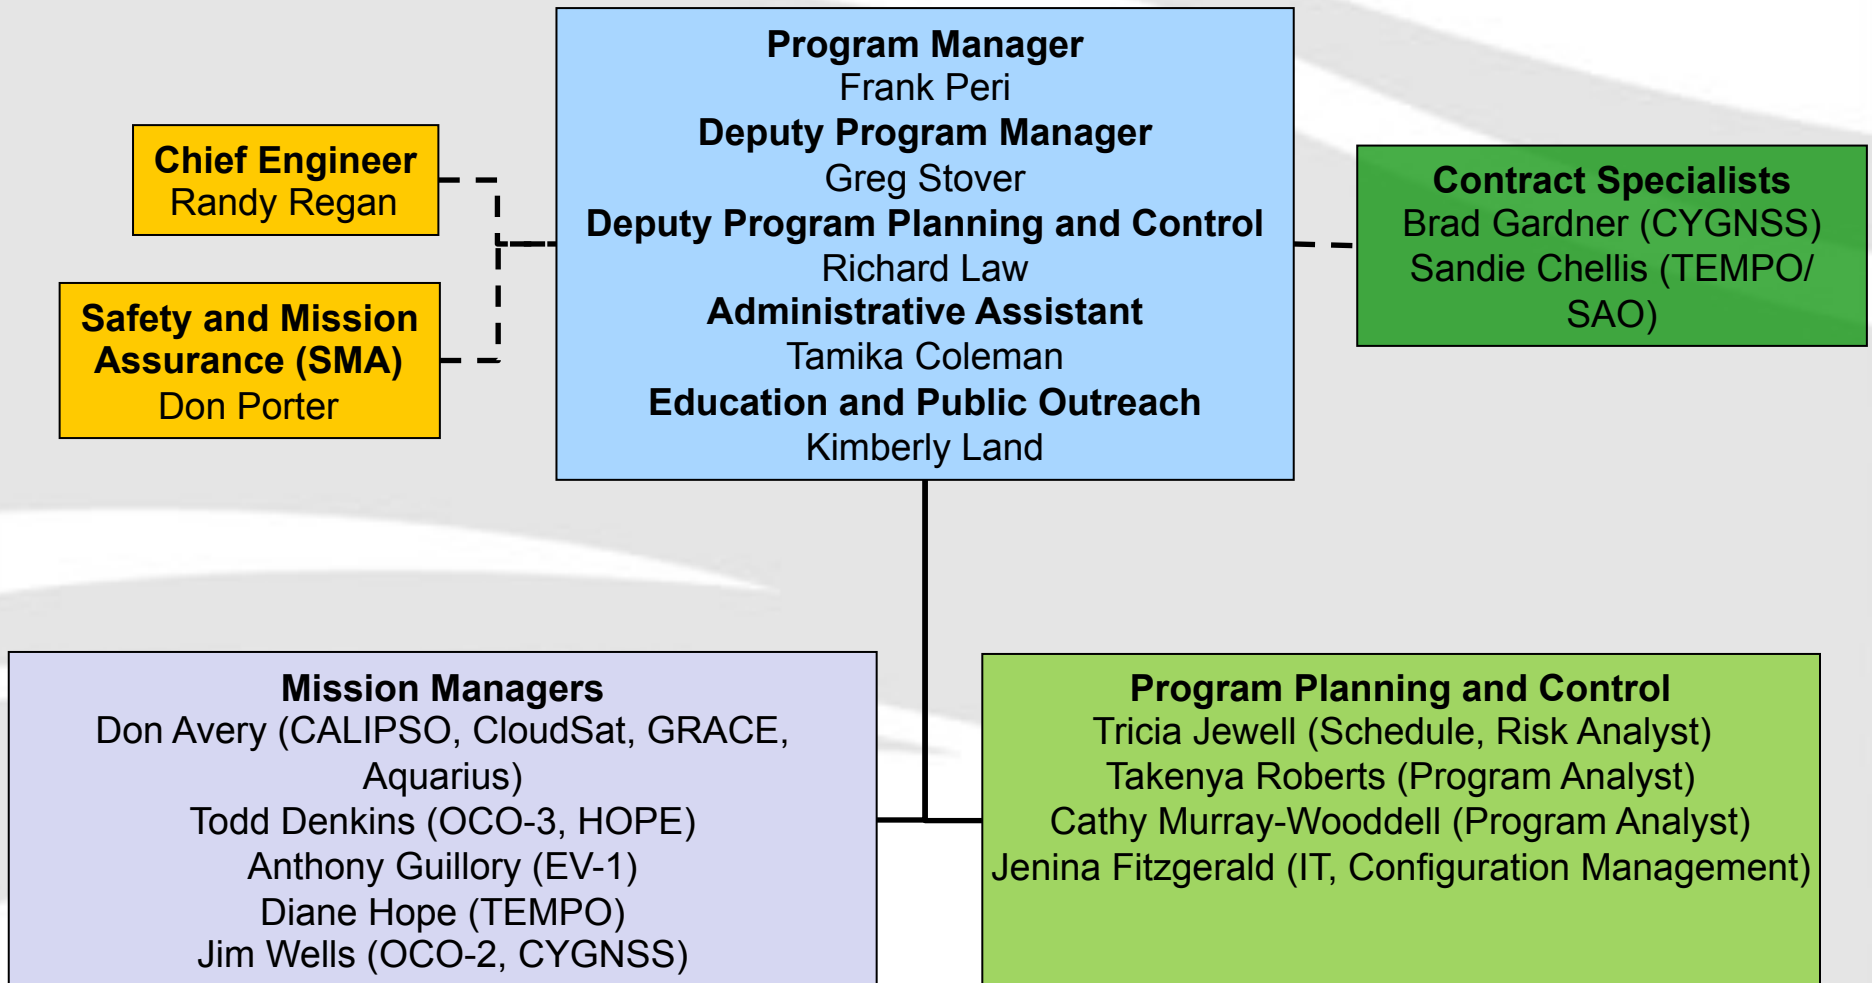 Program Manager
Frank Peri
Deputy Program Manager
Greg Stover
Deputy Program Planning and Control
Richard Law
Administrative Assistant
Tamika Coleman
Education and Public Outreach
Kimberly Land
Chief Engineer
Randy Regan
Safety and Mission
Assurance (SMA)
Don Porter
Contract Specialists
Brad Gardner (CYGNSS)
Sandie Chellis (TEMPO/
SAO)
Mission Managers
Don Avery (CALIPSO, CloudSat, GRACE,
Aquarius)
Todd Denkins (OCO-3, HOPE)
Anthony Guillory (EV-1)
Diane Hope (TEMPO)
Jim Wells (OCO-2, CYGNSS)
Program Planning and Control
Tricia Jewell (Schedule, Risk Analyst)
Takenya Roberts (Program Analyst)
Cathy Murray-Wooddell (Program Analyst)
Jenina Fitzgerald (IT, Configuration Management)